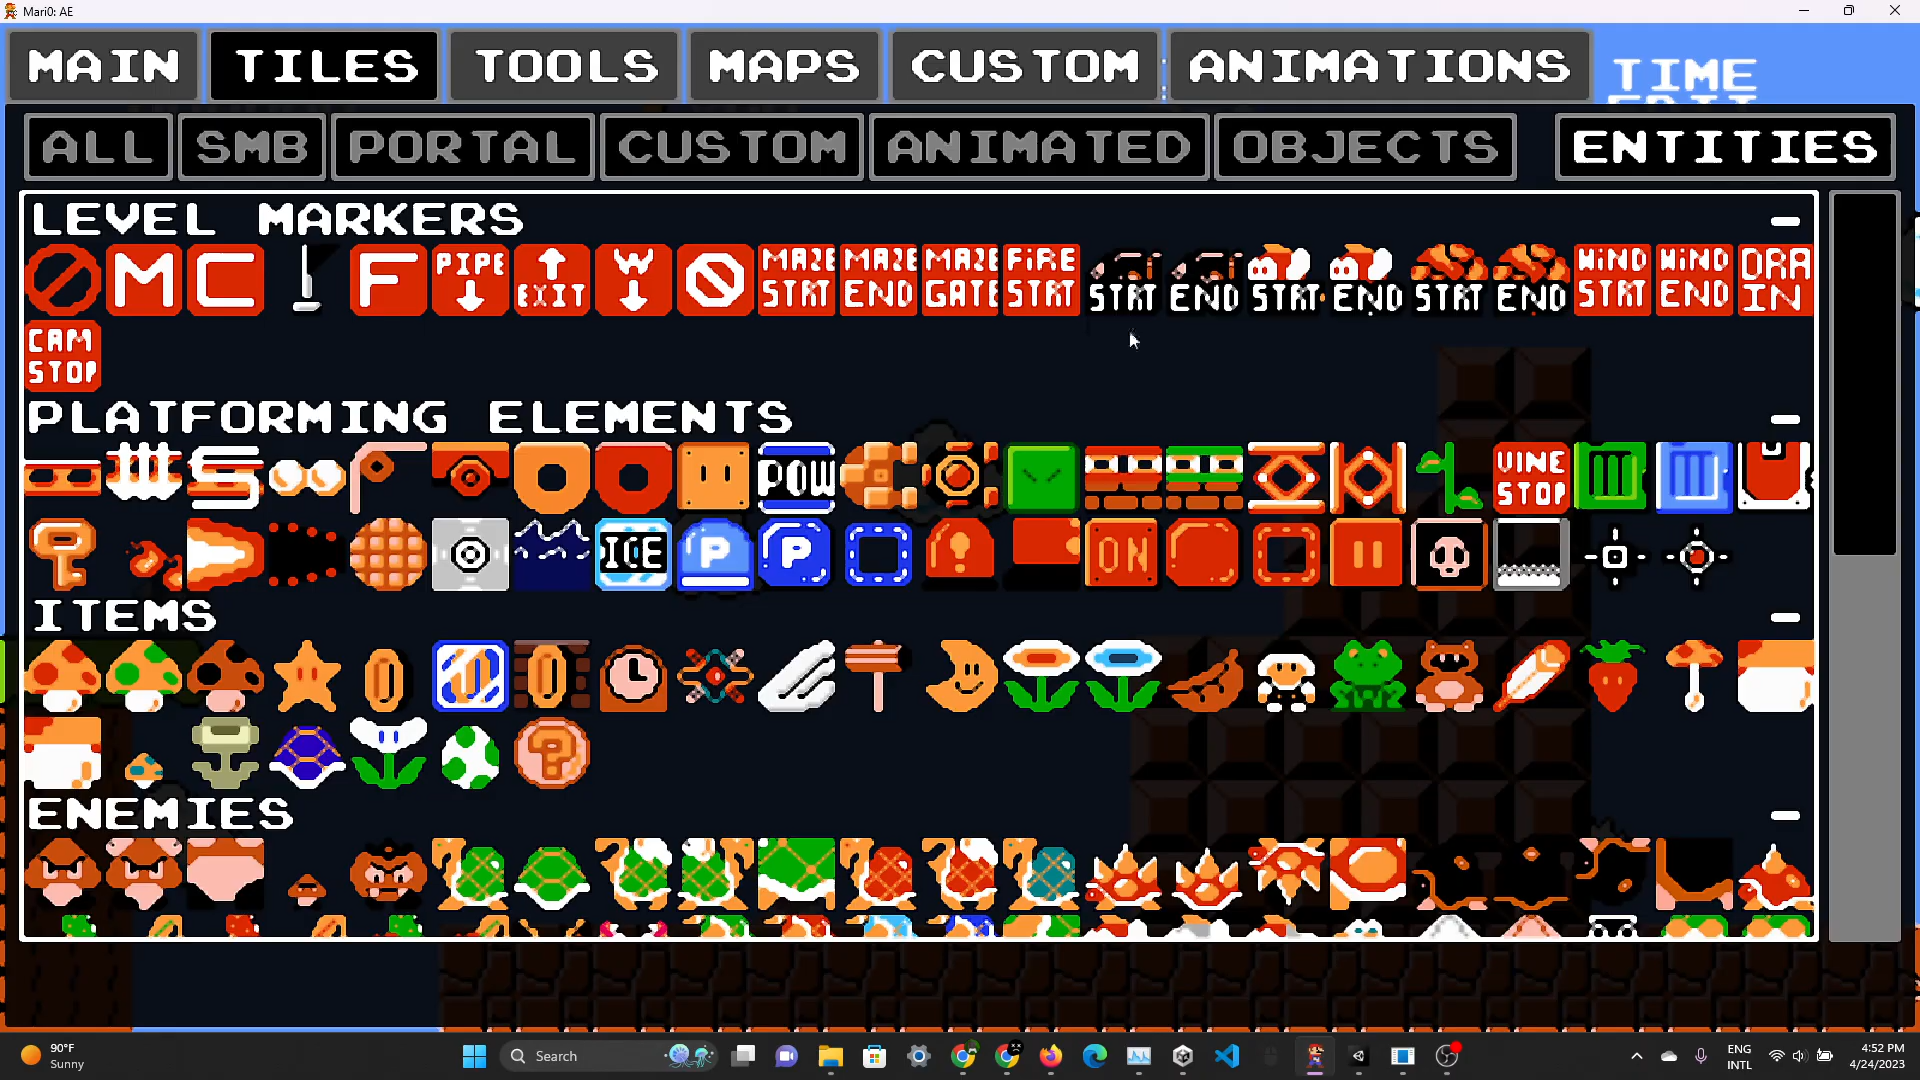 Mari0: AE
MAIN TILES TOOLS MAPS CUSTOM ANIMATIONS TIME
ALL SMB PORTAL CUSTOM ANIMATED OBJECTS ENTITIES
LEVEL MARKERS
M C F PIPE EXIT W MAZE STRT MAZE END MAZE GATE FIRE STRT STRT END STRT END STRT END WIND STRT WIND END DRAIN
CAM STOP
PLATFORMING ELEMENTS
POW VINE STOP
ICE P P ! ON
ITEMS
?
ENEMIES
90°F
Sunny
Search
ENG
INTL
4:52 PM
4/24/2023